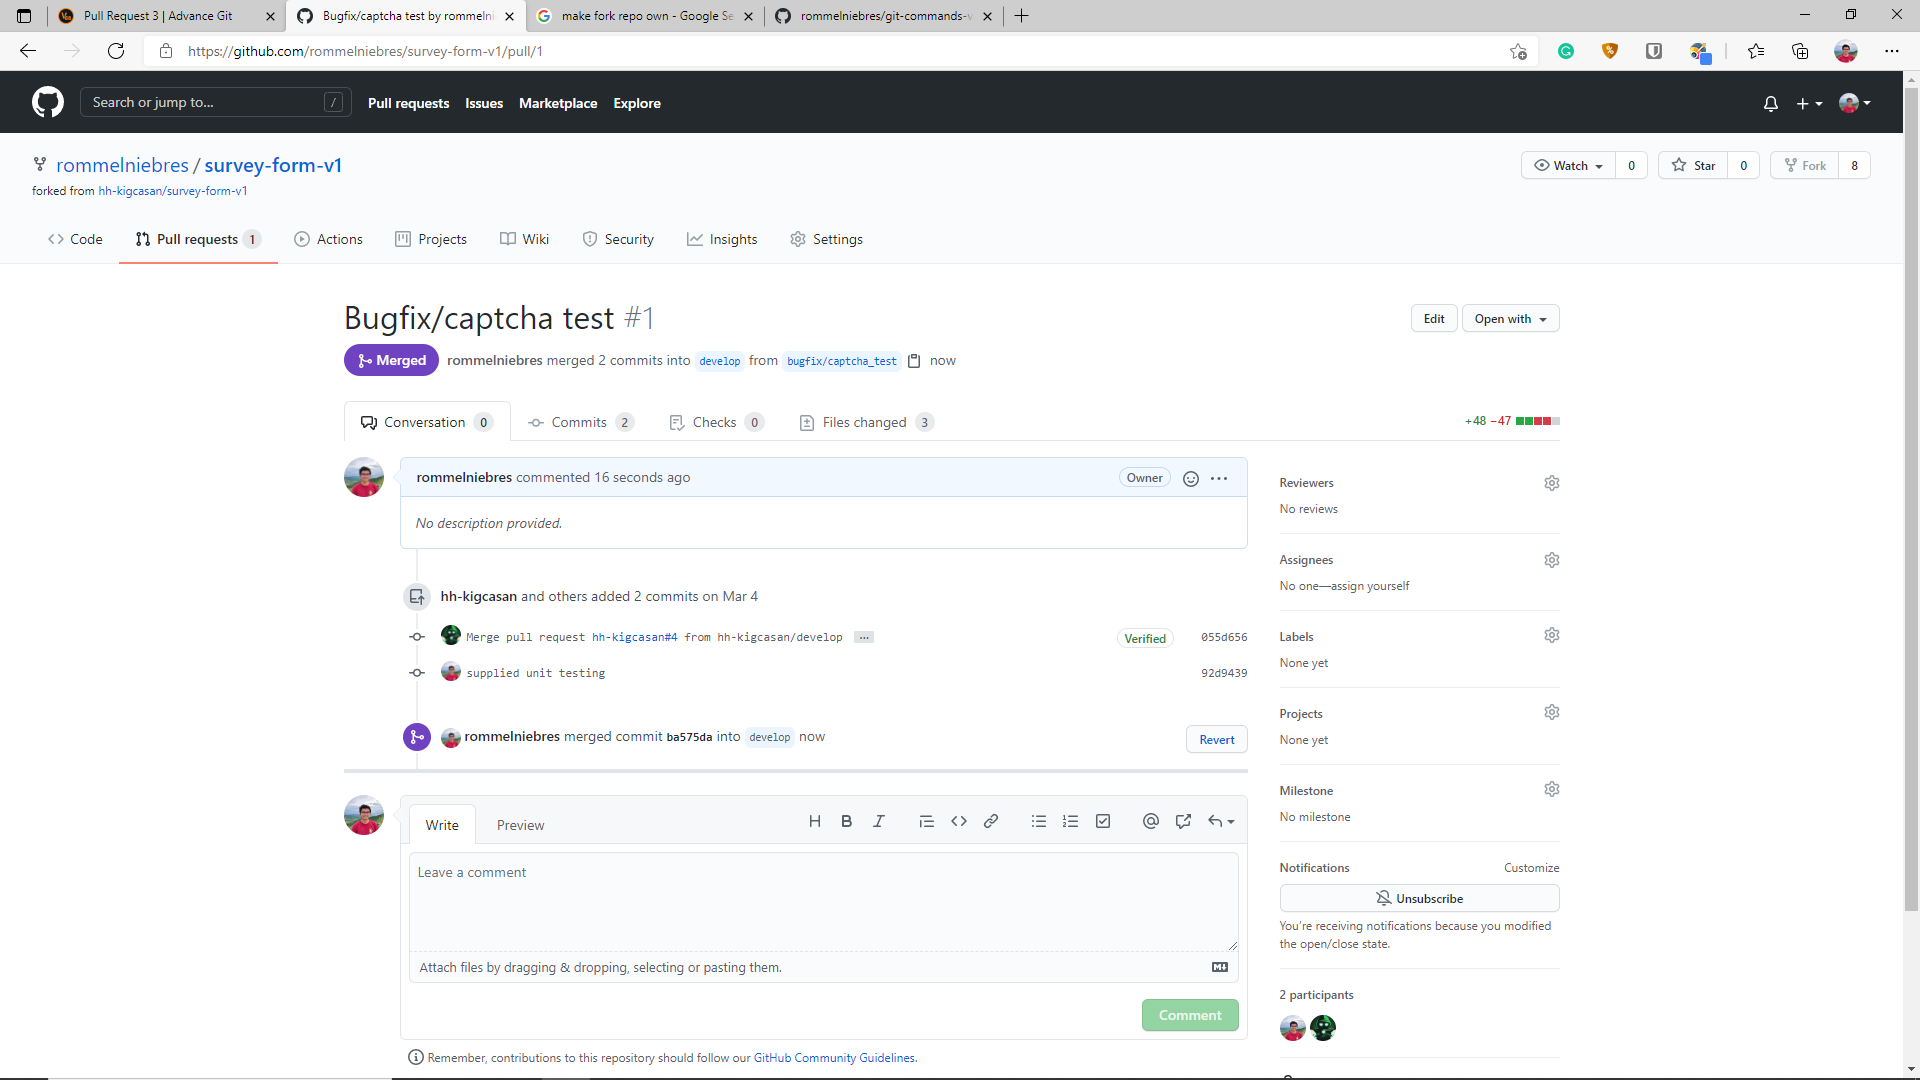 Pull Request 3 | Advance Git
Bugfix/captcha test by rommelni
make fork repo own - Google Se
rommelniebres/git-commands-v
https://github.com/rommelniebres/survey-form-v1/pull/1
Search or jump to...
/
Pull requests
Issues
Marketplace
Explore
rommelniebres / survey-form-v1
forked from hh-kigcasan/survey-form-v1
Watch 0
Star 0
Fork 8
Code
Pull requests 1
Actions
Projects
Wiki
Security
Insights
Settings
Bugfix/captcha test #1
Edit
Open with
Merged
rommelniebres merged 2 commits into develop from bugfix/captcha_test now
Conversation 0
Commits 2
Checks 0
Files changed 3
+48 −47
rommelniebres commented 16 seconds ago
Owner
No description provided.
hh-kigcasan and others added 2 commits on Mar 4
Merge pull request hh-kigcasan#4 from hh-kigcasan/develop ...
Verified
055d656
supplied unit testing
92d9439
rommelniebres merged commit ba575da into develop now
Revert
Write
Preview
Leave a comment
Attach files by dragging & dropping, selecting or pasting them.
Comment
Remember, contributions to this repository should follow our GitHub Community Guidelines.
Reviewers
No reviews
Assignees
No one—assign yourself
Labels
None yet
Projects
None yet
Milestone
No milestone
Notifications
Customize
Unsubscribe
You're receiving notifications because you modified
the open/close state.
2 participants